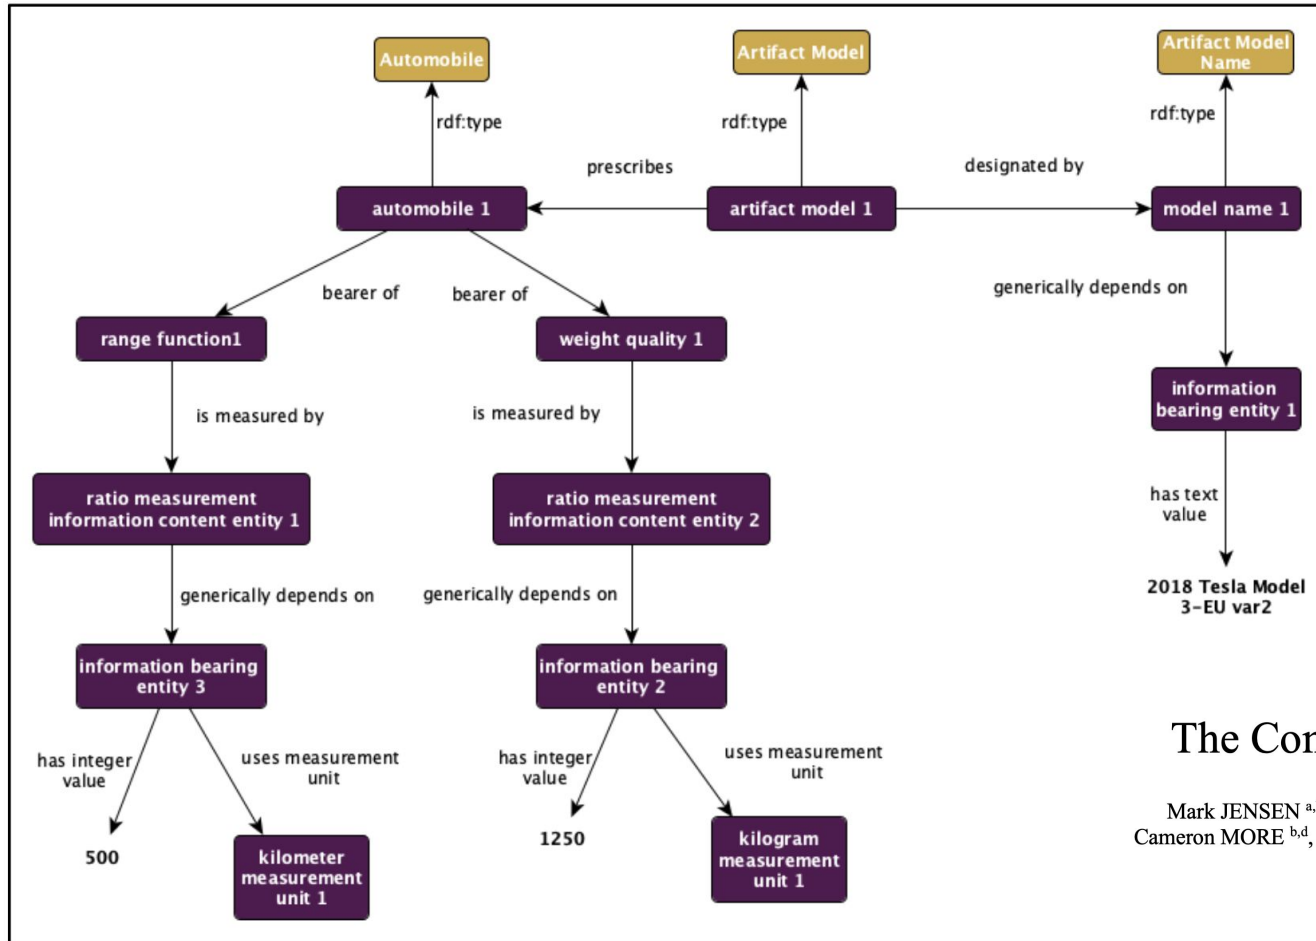 Automobile
Artifact Model
Artifact Model
Name
rdf:type
rdf:type
rdf:type
prescribes
designated by
automobile 1
artifact model 1
model name 1
bearer of
bearer of
generically depends on
range function1
weight quality 1
information
bearing entity 1
is measured by
is measured by
ratio measurement
information content entity 1
ratio measurement
information content entity 2
has text
value
generically depends on
generically depends on
2018 Tesla Model
3-EU var2
information bearing
entity 3
information bearing
entity 2
has integer
value
uses measurement
unit
has integer
value
uses measurement
unit
500
kilometer
measurement
unit 1
1250
kilogram
measurement
unit 1
The Con
Mark JENSEN a,
Cameron MORE b,d,